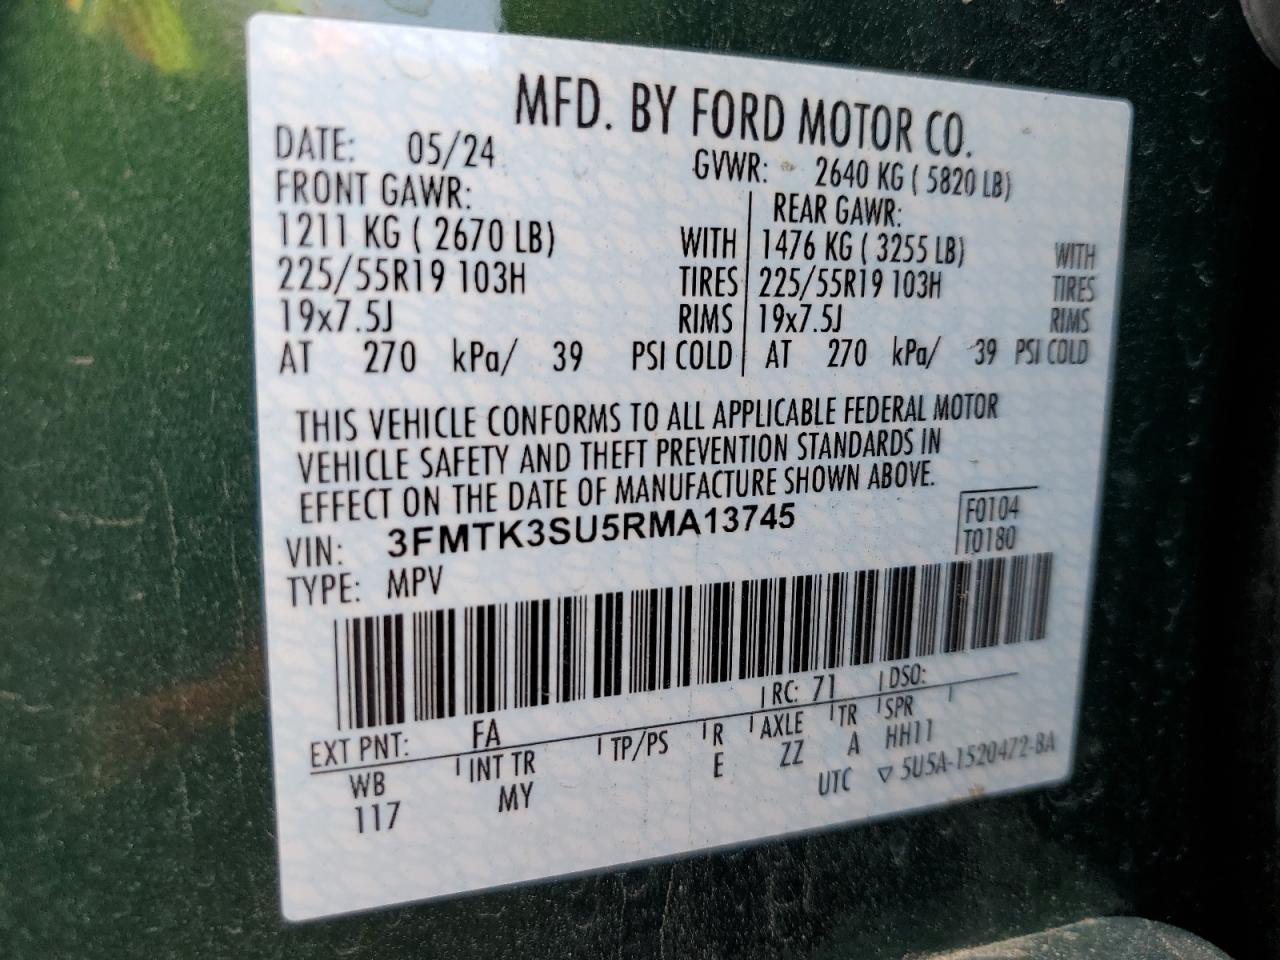 MFD. BY FORD MOTOR CO.
DATE: 05/24 GVWR: 2640 KG ( 5820 LB)
FRONT GAWR: REAR GAWR:
1211 KG ( 2670 LB) WITH 1476 KG ( 3255 LB) WITH
225/55R19 103H TIRES 225/55R19 103H TIRES
19x7.5J RIMS 19x7.5J RIMS
AT 270 kPa/ 39 PSI COLD AT 270 kPa/ 39 PSI COLD
THIS VEHICLE CONFORMS TO ALL APPLICABLE FEDERAL MOTOR
VEHICLE SAFETY AND THEFT PREVENTION STANDARDS IN
EFFECT ON THE DATE OF MANUFACTURE SHOWN ABOVE.
VIN: 3FMTK3SU5RMA13745 F0104
TYPE: MPV T0180
EXT PNT: FA RC: 71 DSO:
WB INT TR TP/PS R AXLE TR SPR
117 MY E ZZ A HH11
UTC ▽ 5U5A-1520472-BA